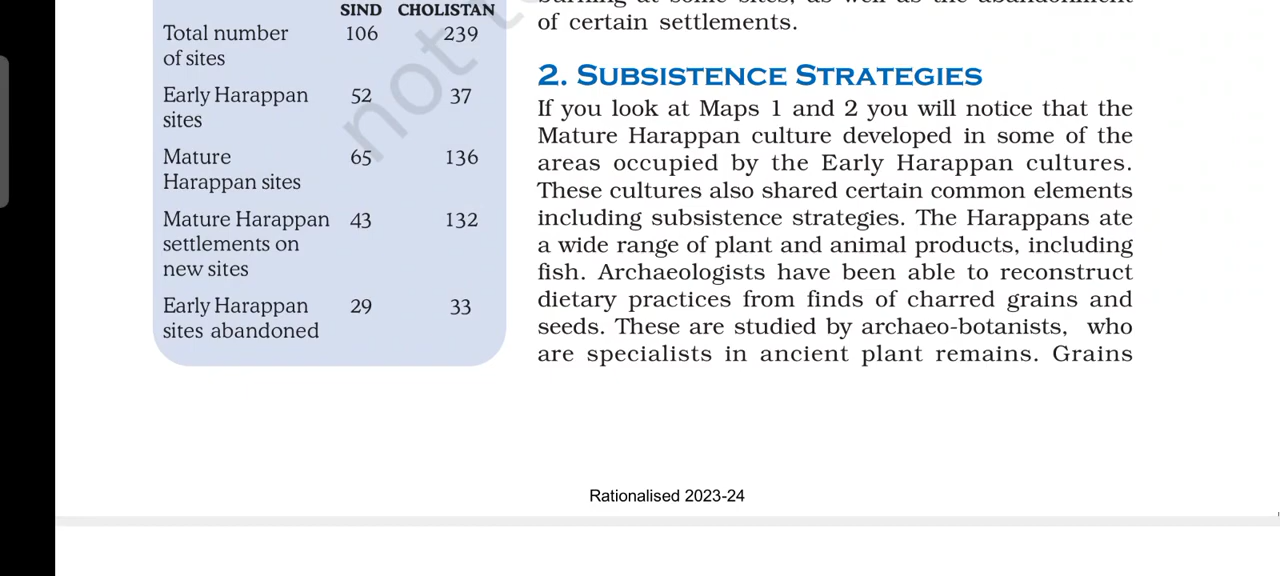 SIND CHOLISTAN
Total number 106 239
of sites
Early Harappan 52 37
sites
Mature 65 136
Harappan sites
Mature Harappan 43 132
settlements on
new sites
Early Harappan 29 33
sites abandoned
not
of certain settlements.
2. SUBSISTENCE STRATEGIES
If you look at Maps 1 and 2 you will notice that the
Mature Harappan culture developed in some of the
areas occupied by the Early Harappan cultures.
These cultures also shared certain common elements
including subsistence strategies. The Harappans ate
a wide range of plant and animal products, including
fish. Archaeologists have been able to reconstruct
dietary practices from finds of charred grains and
seeds. These are studied by archaeo-botanists, who
are specialists in ancient plant remains. Grains
Rationalised 2023-24